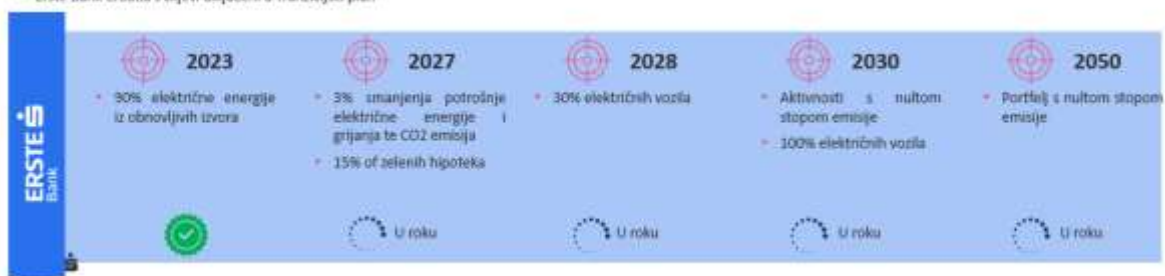 2023
90% električne energije
iz obnovljivih izvora
2027
3% smanjenja potrošnje
električne energije i
grijanja te CO2 emisija
15% of zelenih hipoteka
U roku
2028
30% električnih vozila
U roku
2030
Aktivnosti s nultom
stopom emisije
100% električnih vozila
U roku
2050
Portfelj s nultom stopom
emisije
U roku
ERSTE
Bank